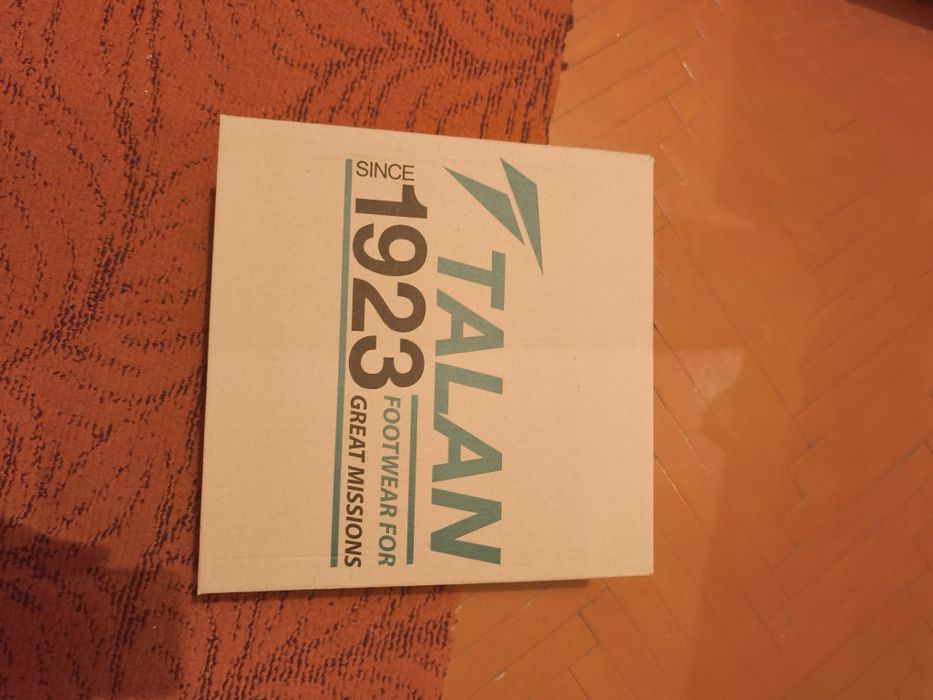 TALAN
SINCE
1923
FOOTWEAR FOR
GREAT MISSIONS